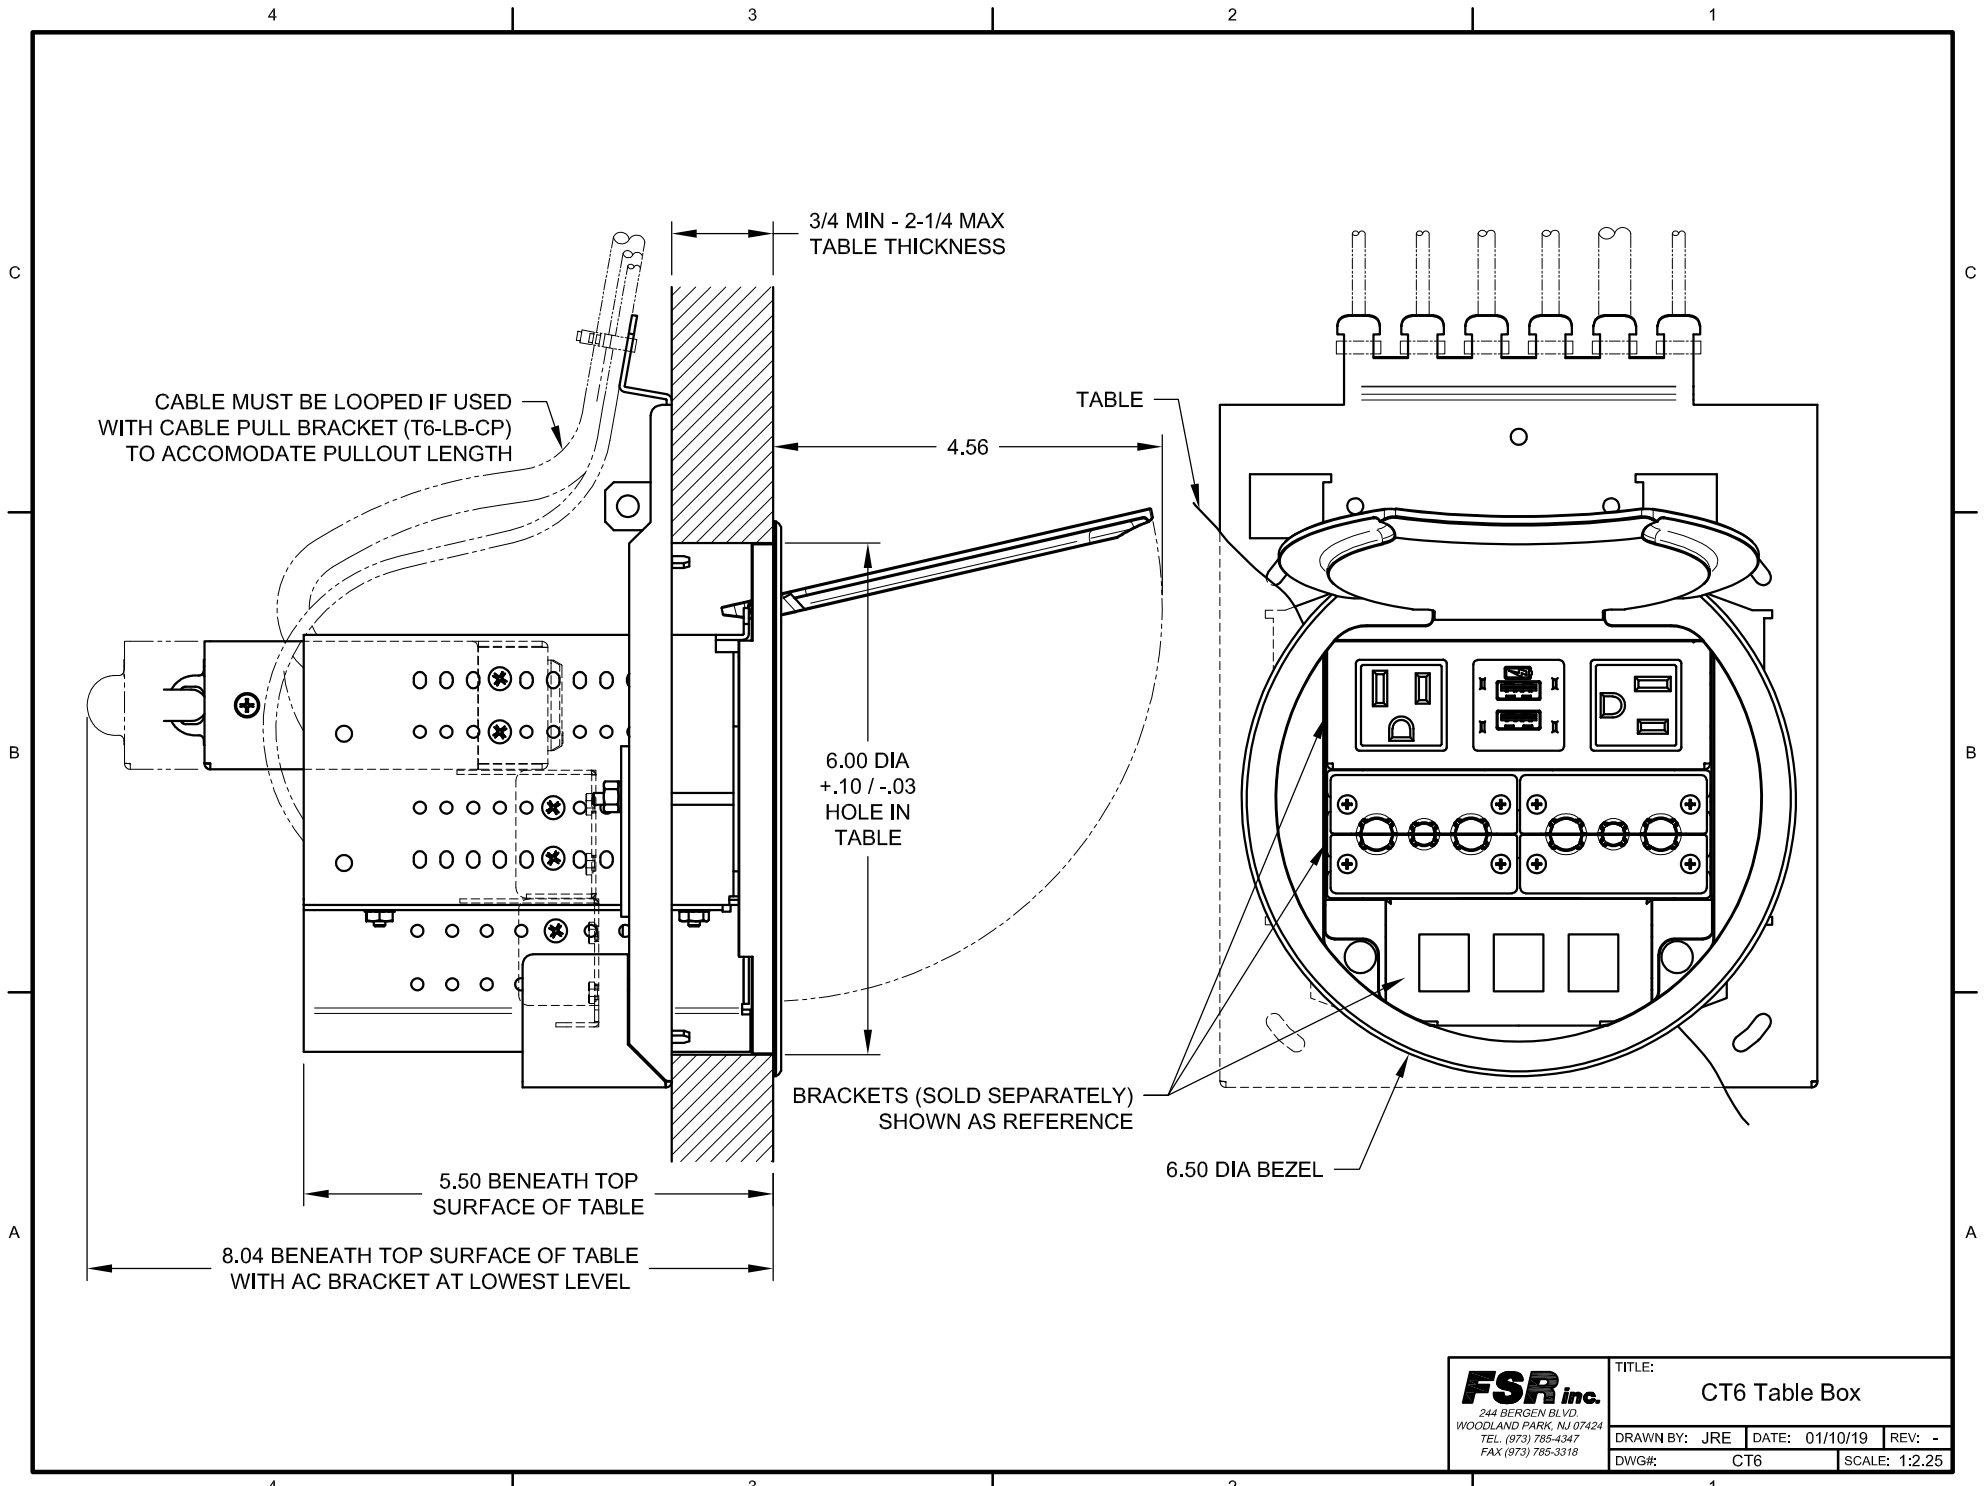 4
3
2
1
C
C
B
B
A
A
3/4 MIN - 2-1/4 MAX
TABLE THICKNESS
CABLE MUST BE LOOPED IF USED
WITH CABLE PULL BRACKET (T6-LB-CP)
TO ACCOMODATE PULLOUT LENGTH
TABLE
4.56
6.00 DIA
+.10 / -.03
HOLE IN
TABLE
BRACKETS (SOLD SEPARATELY)
SHOWN AS REFERENCE
6.50 DIA BEZEL
5.50 BENEATH TOP
SURFACE OF TABLE
8.04 BENEATH TOP SURFACE OF TABLE
WITH AC BRACKET AT LOWEST LEVEL
FSR inc.
244 BERGEN BLVD.
WOODLAND PARK, NJ 07424
TEL. (973) 785-4347
FAX (973) 785-3318
TITLE:
CT6 Table Box
DRAWN BY: JRE
DATE: 01/10/19
REV: -
DWG#: CT6
SCALE: 1:2.25
4
3
2
1